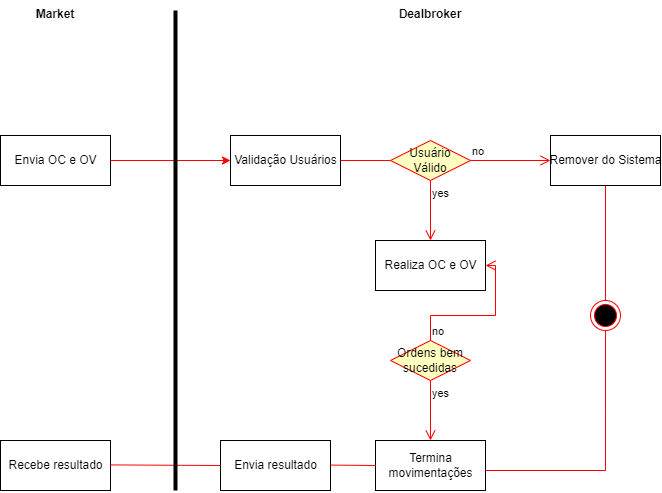 Market
Dealbroker
Envia OC e OV
Validação Usuários
Usuário
Válido
no
Remover do Sistema
yes
Realiza OC e OV
no
Ordens bem
sucedidas
yes
Recebe resultado
Envia resultado
Termina
movimentações